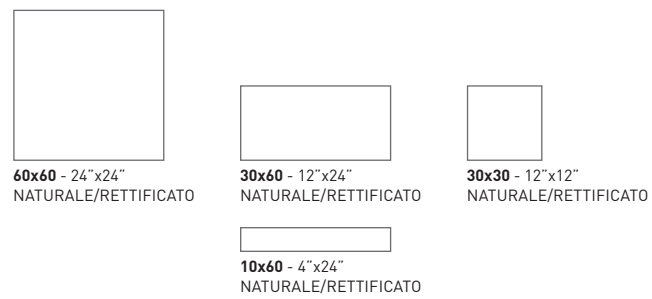 60x60 - 24˝x24˝
NATURALE/RETTIFICATO
30x60 - 12˝x24˝
NATURALE/RETTIFICATO
30x30 - 12˝x12˝
NATURALE/RETTIFICATO
10x60 - 4˝x24˝
NATURALE/RETTIFICATO